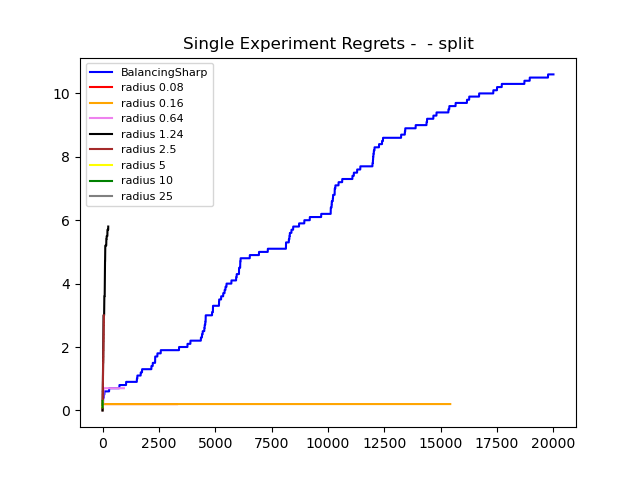 Single Experiment Regrets -  - split
BalancingSharp
radius 0.08
radius 0.16
radius 0.64
radius 1.24
radius 2.5
radius 5
radius 10
radius 25
10
8
6
4
2
0
0 2500 5000 7500 10000 12500 15000 17500 20000